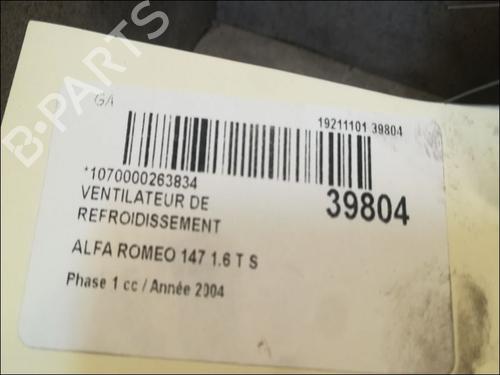 GA
19211101 39804
*1070000263834
39804
VENTILATEUR DE
REFROIDISSEMENT
ALFA ROMEO 147 1.6 T S
Phase 1 cc / Année 2004
B-PARTS